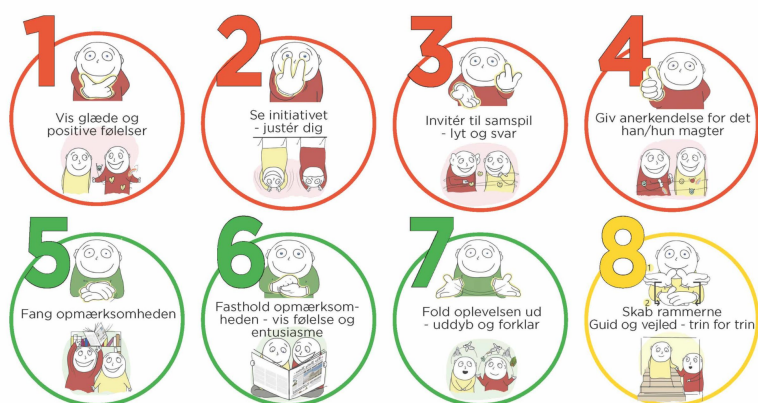 1
Vis glæde og
positive følelser
2
Se initiativet
- justér dig
3
Invitér til samspil
- lyt og svar
4
Giv anerkendelse for det
han/hun magter
5
Fang opmærksomheden
6
Fasthold opmærksom-
heden - vis følelse og
entusiasme
7
Fold oplevelsen ud
- uddyb og forklar
8
1
2
Skab rammerne
Guid og vejled - trin for trin